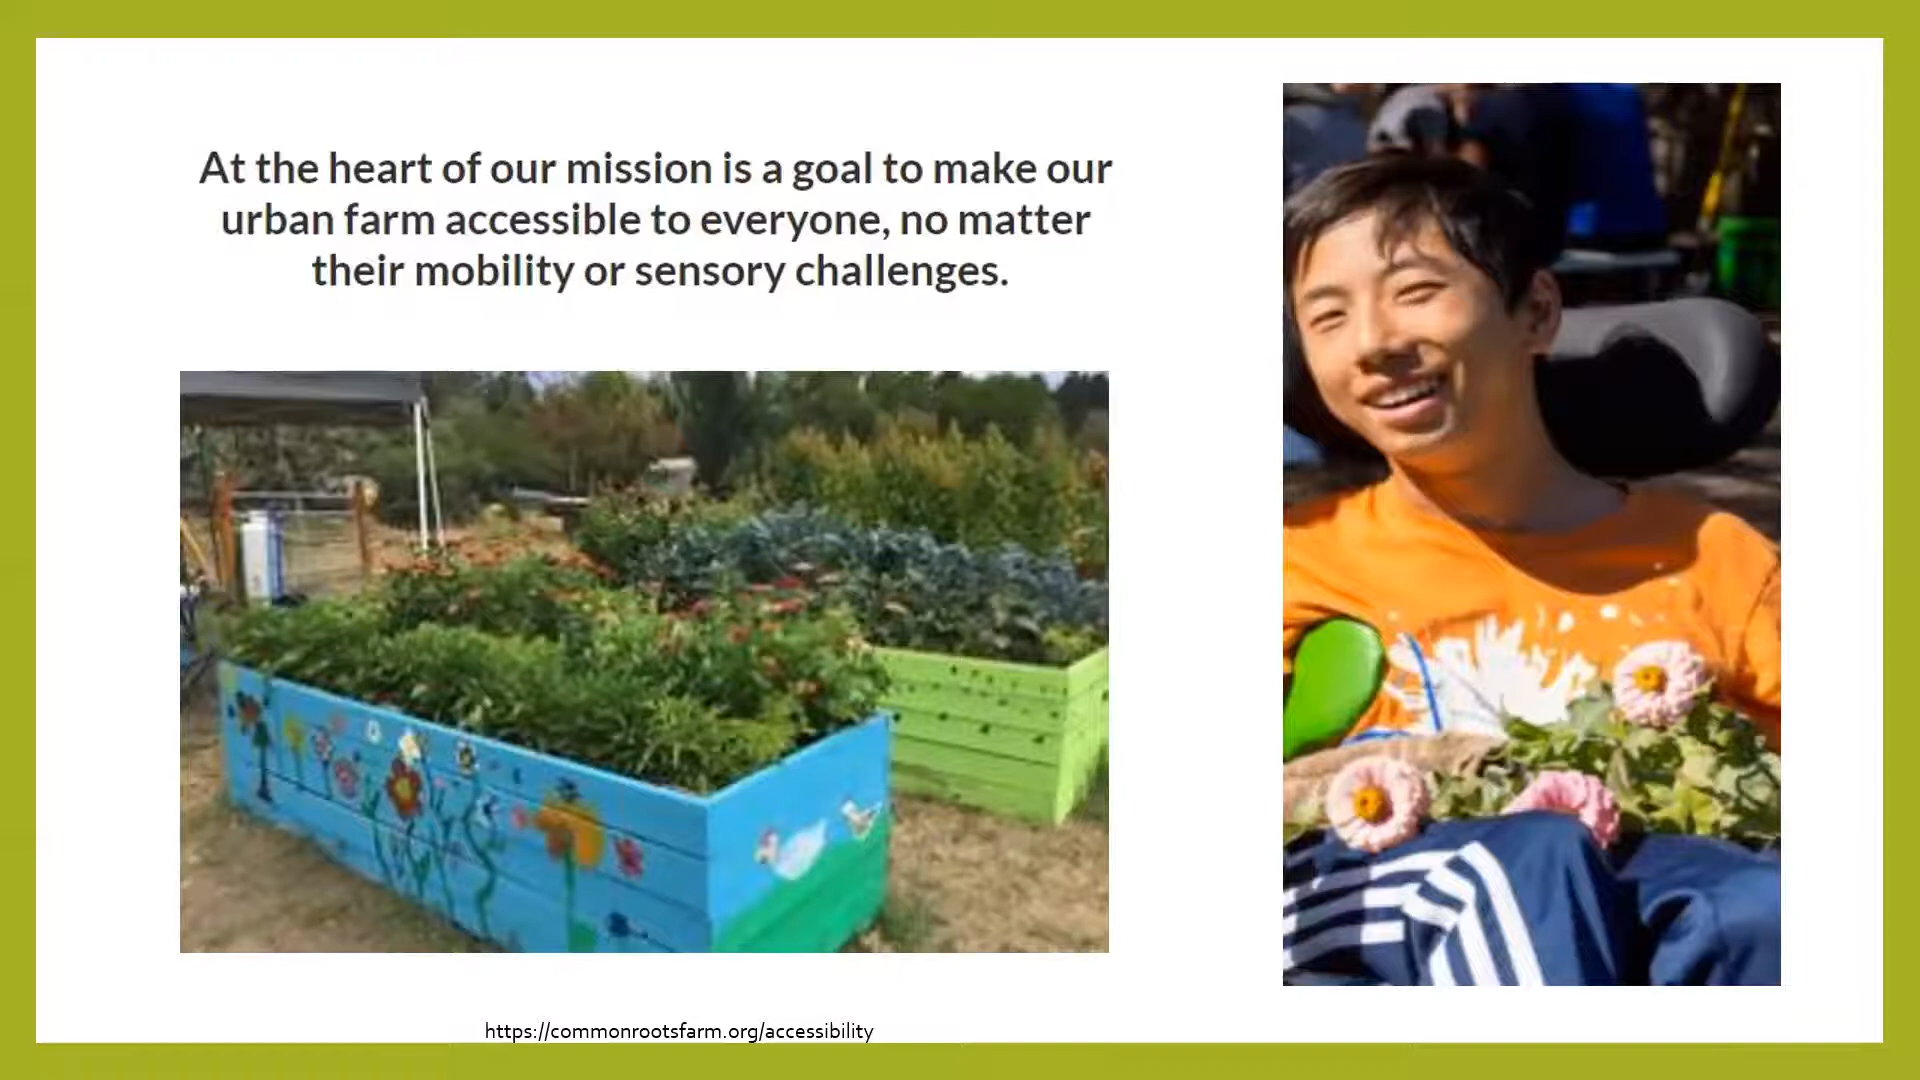 At the heart of our mission is a goal to make our
urban farm accessible to everyone, no matter
their mobility or sensory challenges.
https://commonrootsfarm.org/accessibility